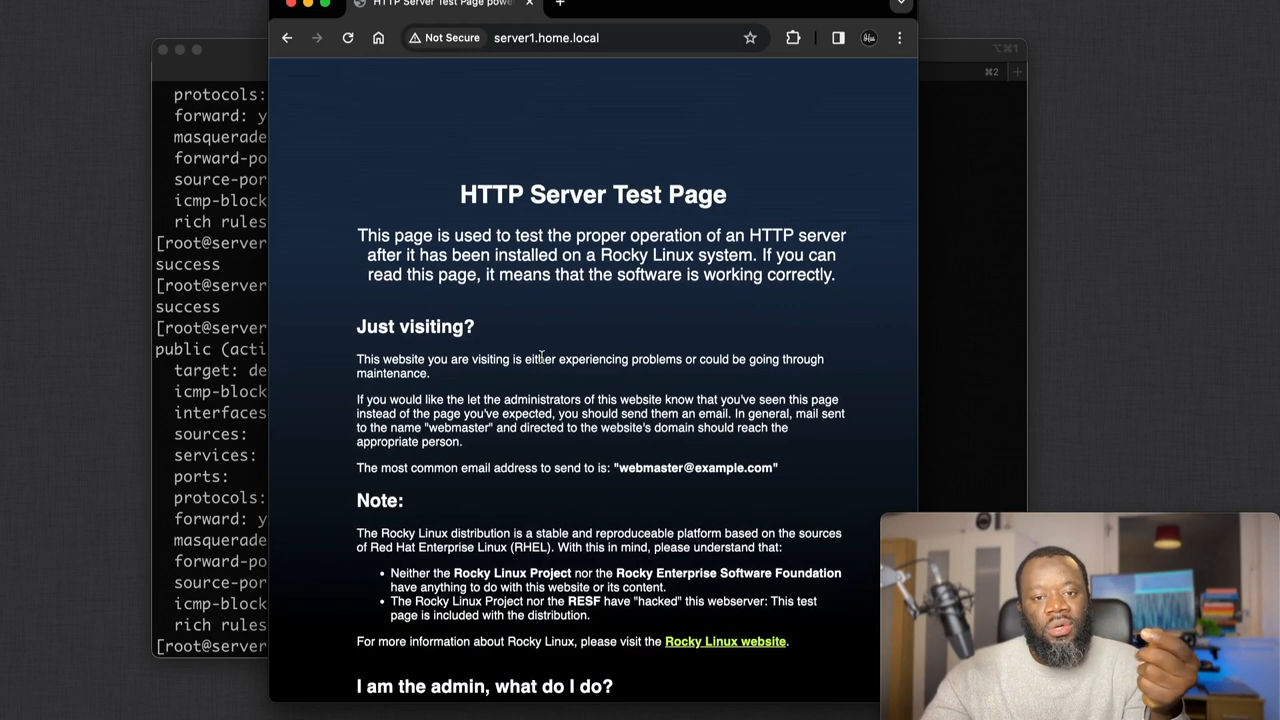 HTTP Server Test Page powe
Not Secure
server1.home.local
⌥⌘1
⌘2
protocols:
forward: y
masquerade
forward-po
source-por
icmp-block
rich rules
[root@server
success
[root@server
success
[root@server
public (acti
target: de
icmp-block
interfaces
sources:
services:
ports:
protocols:
forward: y
masquerade
forward-po
source-por
icmp-block
rich rules
[root@server
HTTP Server Test Page
This page is used to test the proper operation of an HTTP server
after it has been installed on a Rocky Linux system. If you can
read this page, it means that the software is working correctly.
Just visiting?
This website you are visiting is either experiencing problems or could be going through
maintenance.
If you would like the let the administrators of this website know that you've seen this page
instead of the page you've expected, you should send them an email. In general, mail sent
to the name "webmaster" and directed to the website's domain should reach the
appropriate person.
The most common email address to send to is: "webmaster@example.com"
Note:
The Rocky Linux distribution is a stable and reproduceable platform based on the sources
of Red Hat Enterprise Linux (RHEL). With this in mind, please understand that:
• Neither the Rocky Linux Project nor the Rocky Enterprise Software Foundation
have anything to do with this website or its content.
• The Rocky Linux Project nor the RESF have "hacked" this webserver: This test
page is included with the distribution.
For more information about Rocky Linux, please visit the Rocky Linux website.
I am the admin, what do I do?